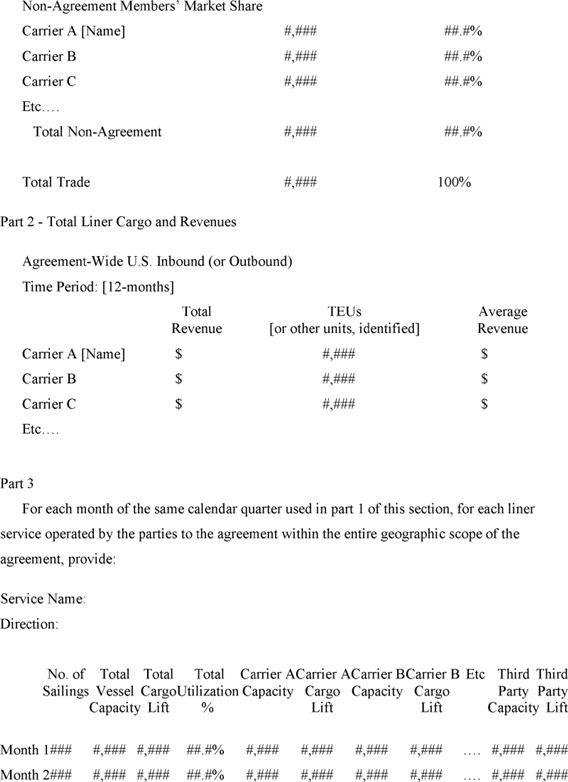 Non-Agreement Members’ Market Share
Carrier A [Name] #,### ##.#%
Carrier B #,### ##.#%
Carrier C #,### ##.#%
Etc….
Total Non-Agreement #,### ##.#%
Total Trade #,### 100%
Part 2 - Total Liner Cargo and Revenues
Agreement-Wide U.S. Inbound (or Outbound)
Time Period: [12-months]
Total TEUs Average
Revenue [or other units, identified] Revenue
Carrier A [Name] $ #,### $
Carrier B $ #,### $
Carrier C $ #,### $
Etc….
Part 3
For each month of the same calendar quarter used in part 1 of this section, for each liner
service operated by the parties to the agreement within the entire geographic scope of the
agreement, provide:
Service Name:
Direction:
No. of Total Total Total Carrier A Carrier A Carrier B Carrier B Etc Third Third
Sailings Vessel Cargo Utilization Capacity Cargo Capacity Cargo Party Party
Capacity Lift % Lift Lift Capacity Lift
Month 1 ### #,### #,### ##.#% #,### #,### #,### #,### …. #,### #,###
Month 2 ### #,### #,### ##.#% #,### #,### #,### #,### …. #,### #,###